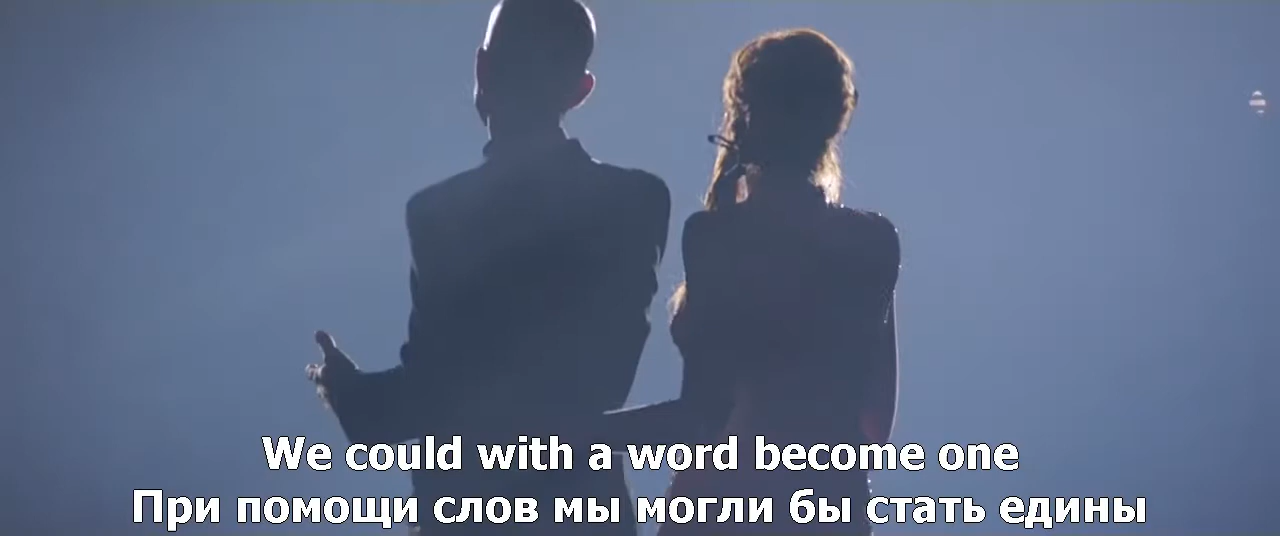 We could with a word become one
При помощи слов мы могли бы стать едины